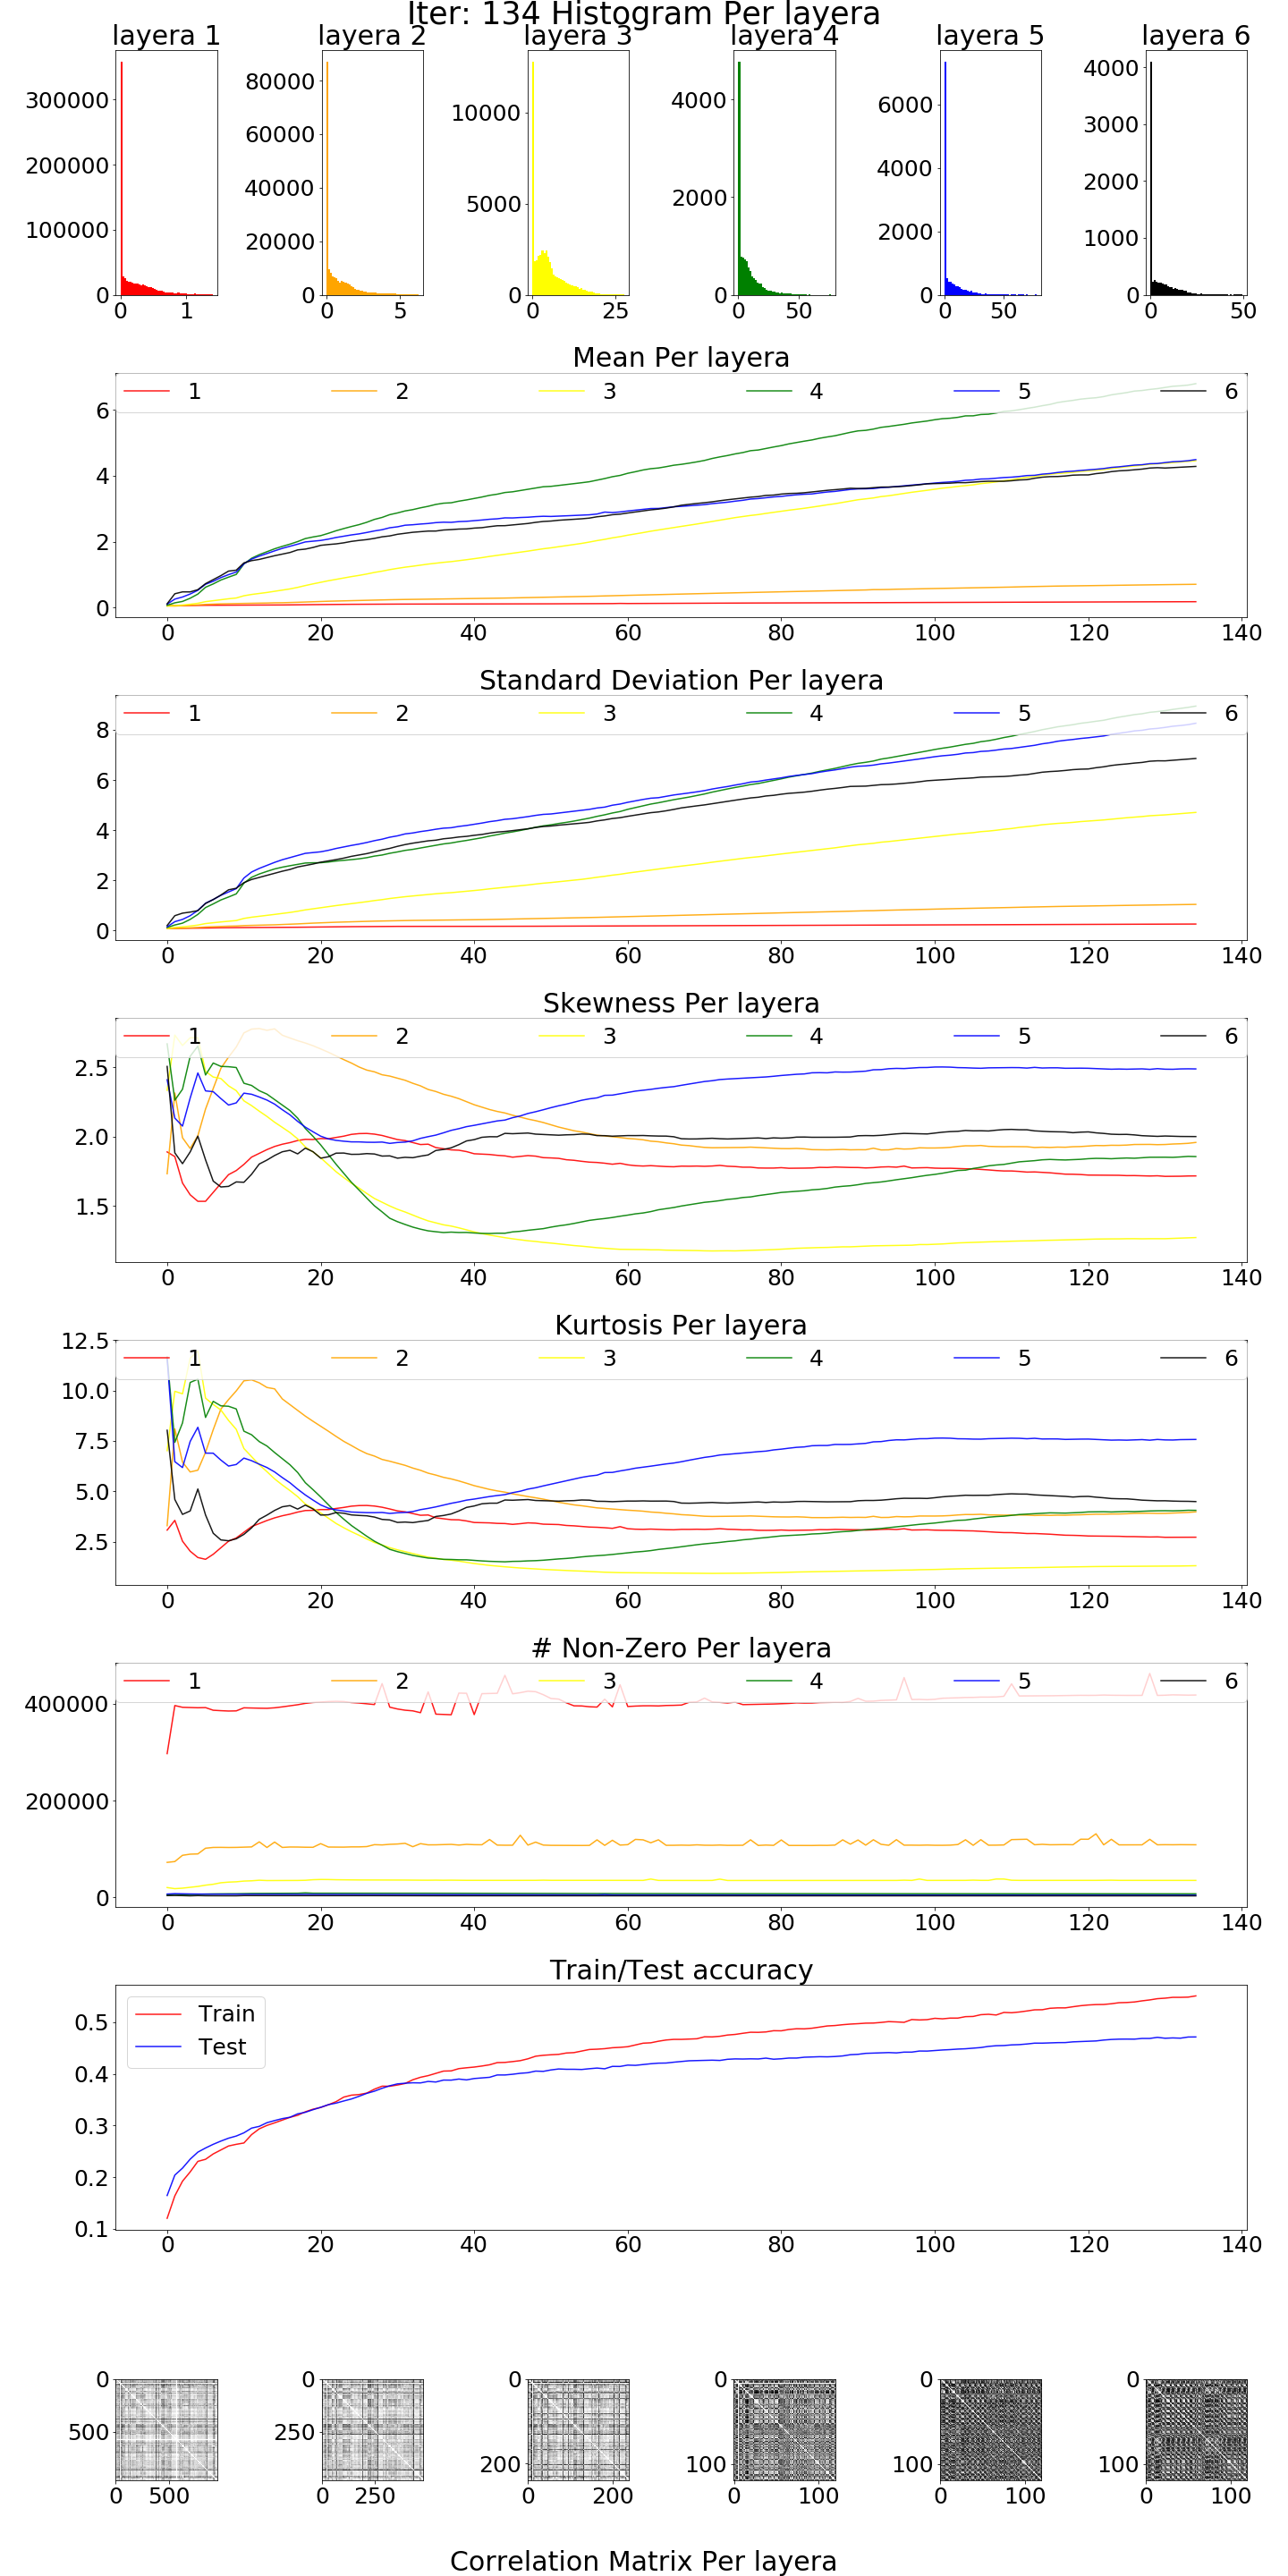 Iter: 134 Histogram Per layera
layera 1 layera 2 layera 3 layera 4 layera 5 layera 6
300000 80000 10000 4000 6000 4000
200000 60000 5000 2000 4000 3000
100000 40000 0 0 2000 2000
0 20000 0 1000
0 0
0 1 0 5 0 25 0 50 0 50 0 50
Mean Per layera
1 2 3 4 5 6
6
4
2
0
0 20 40 60 80 100 120 140
Standard Deviation Per layera
1 2 3 4 5 6
8
6
4
2
0
0 20 40 60 80 100 120 140
Skewness Per layera
1 2 3 4 5 6
2.5
2.0
1.5
0 20 40 60 80 100 120 140
Kurtosis Per layera
12.5
1 2 3 4 5 6
10.0
7.5
5.0
2.5
0 20 40 60 80 100 120 140
# Non-Zero Per layera
1 2 3 4 5 6
400000
200000
0
0 20 40 60 80 100 120 140
Train/Test accuracy
Train
Test
0.5
0.4
0.3
0.2
0.1
0 20 40 60 80 100 120 140
0 0 0 0 0 0
500 250 200 100 100 100
0 500 0 250 0 200 0 100 0 100 0 100
Correlation Matrix Per layera